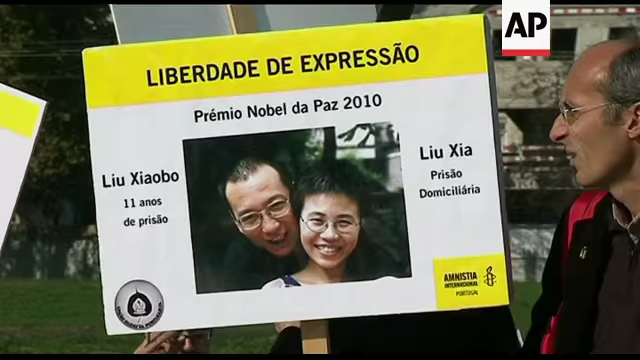 AP
LIBERDADE DE EXPRESSÃO
Prémio Nobel da Paz 2010
Liu Xiaobo
11 anos
de prisão
Liu Xia
Prisão
Domiciliária
AMNISTIA
INTERNACIONAL
PORTUGAL